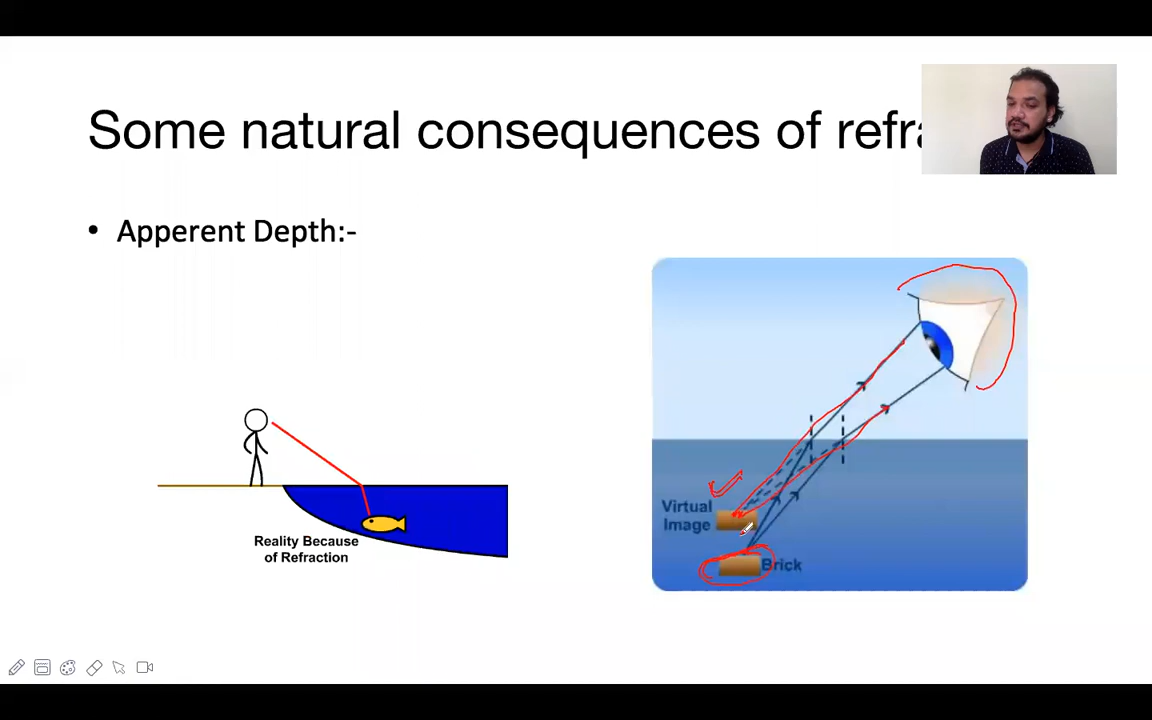 Some natural consequences of refra
• Apperent Depth:-
Virtual
Image
Brick
Reality Because
of Refraction